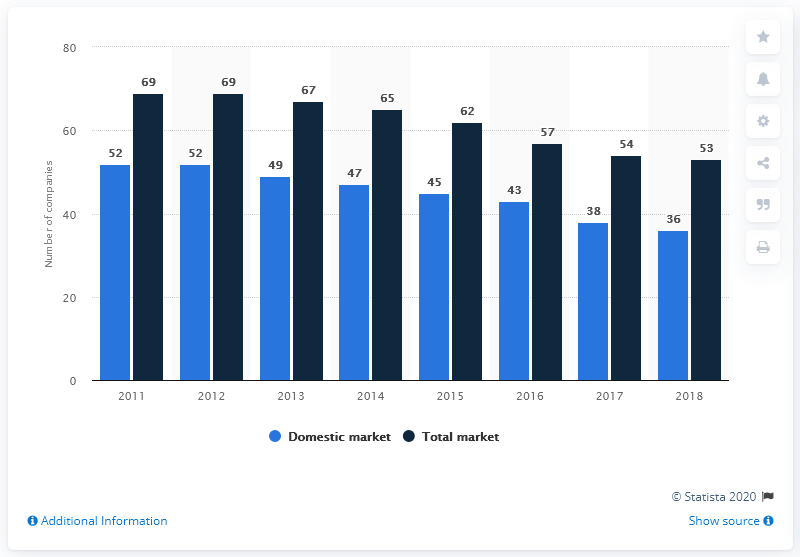 80
60
40
20
0
Number of companies
52 69 52 69 49 67 47 65 45 62 43 57 38 54 36 53
2011 2012 2013 2014 2015 2016 2017 2018
Domestic market Total market
© Statista 2020
Additional Information Show source